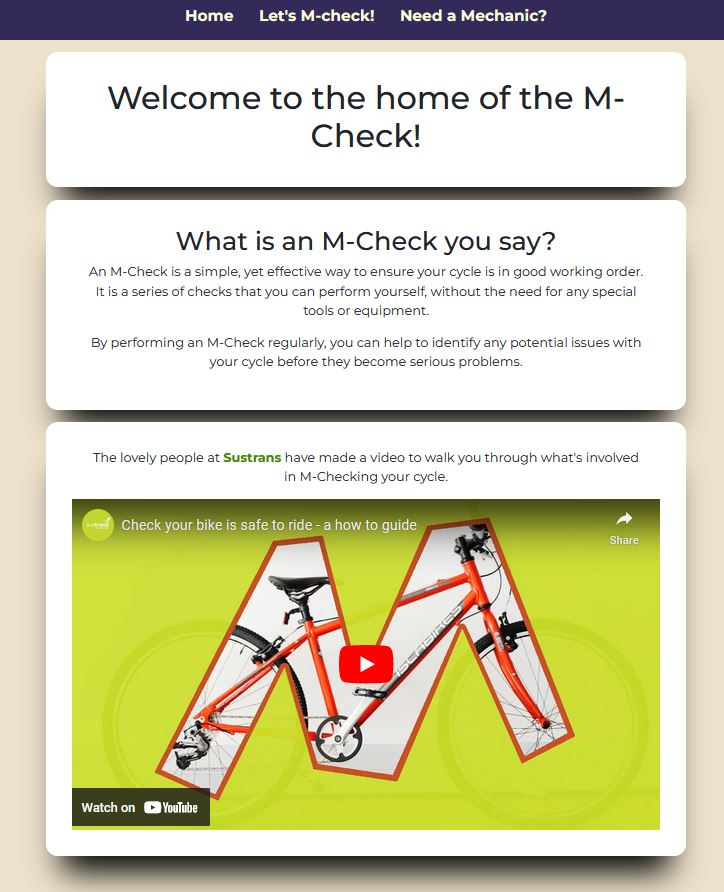 Home Let's M-check! Need a Mechanic?
Welcome to the home of the M-
Check!
What is an M-Check you say?
An M-Check is a simple, yet effective way to ensure your cycle is in good working order.
It is a series of checks that you can perform yourself, without the need for any special
tools or equipment.
By performing an M-Check regularly, you can help to identify any potential issues with
your cycle before they become serious problems.
The lovely people at Sustrans have made a video to walk you through what's involved
in M-Checking your cycle.
sustrans
Check your bike is safe to ride - a how to guide
Share
ISLABIKES
Watch on YouTube